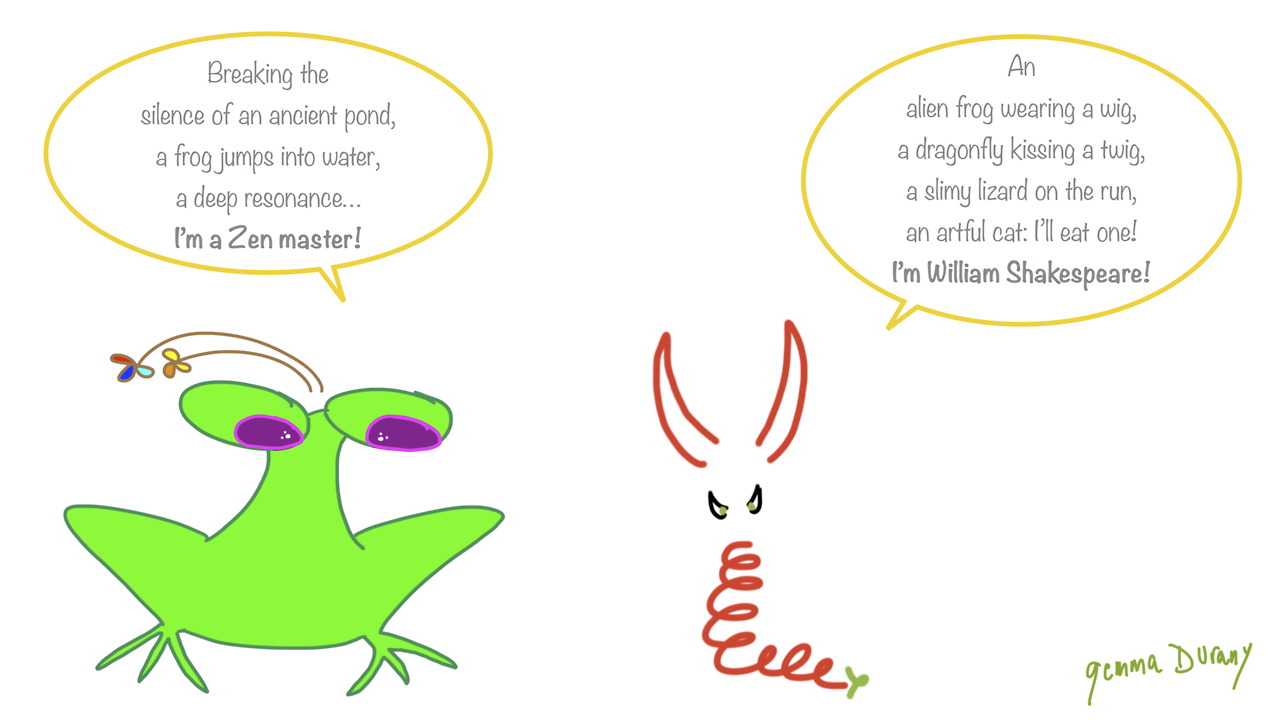 Breaking the
silence of an ancient pond,
a frog jumps into water,
a deep resonance...
I'm a Zen master!
An
alien frog wearing a wig,
a dragonfly kissing a twig,
a slimy lizard on the run,
an artful cat: I'll eat one!
I'm William Shakespeare!
gemma Durany